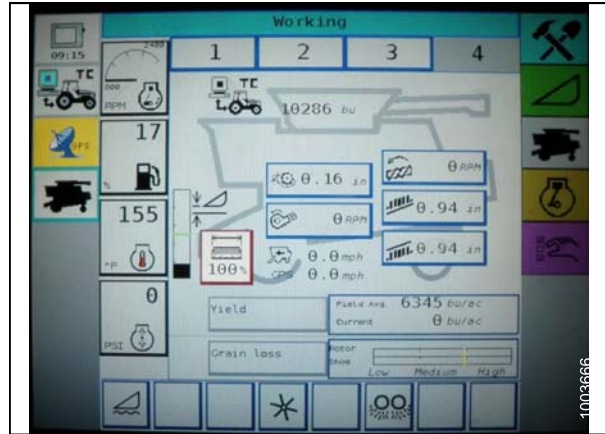 Working
09:15
2400
1 2 3 4
TC
TC
800
RPM
10286 bu
GPS
17
%
0.16 in
0 RPM
155
0 RPM
0.94 in
°F
100%
0.0 mph
0.94 in
GPS 0.0 mph
0
PSI
Yield
Field Avg. 6345 bu/ac
Current 0 bu/ac
Grain loss
Rotor
Shoe
Low Medium High
1003666